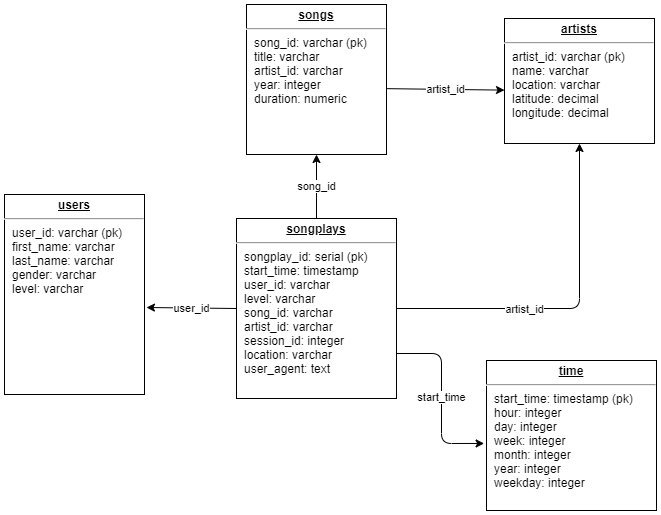 songs
song_id: varchar (pk)
title: varchar
artist_id: varchar
year: integer
duration: numeric
artists
artist_id: varchar (pk)
name: varchar
location: varchar
latitude: decimal
longitude: decimal
artist_id
song_id
users
user_id: varchar (pk)
first_name: varchar
last_name: varchar
gender: varchar
level: varchar
songplays
songplay_id: serial (pk)
start_time: timestamp
user_id: varchar
level: varchar
song_id: varchar
artist_id: varchar
session_id: integer
location: varchar
user_agent: text
user_id
artist_id
start_time
time
start_time: timestamp (pk)
hour: integer
day: integer
week: integer
month: integer
year: integer
weekday: integer